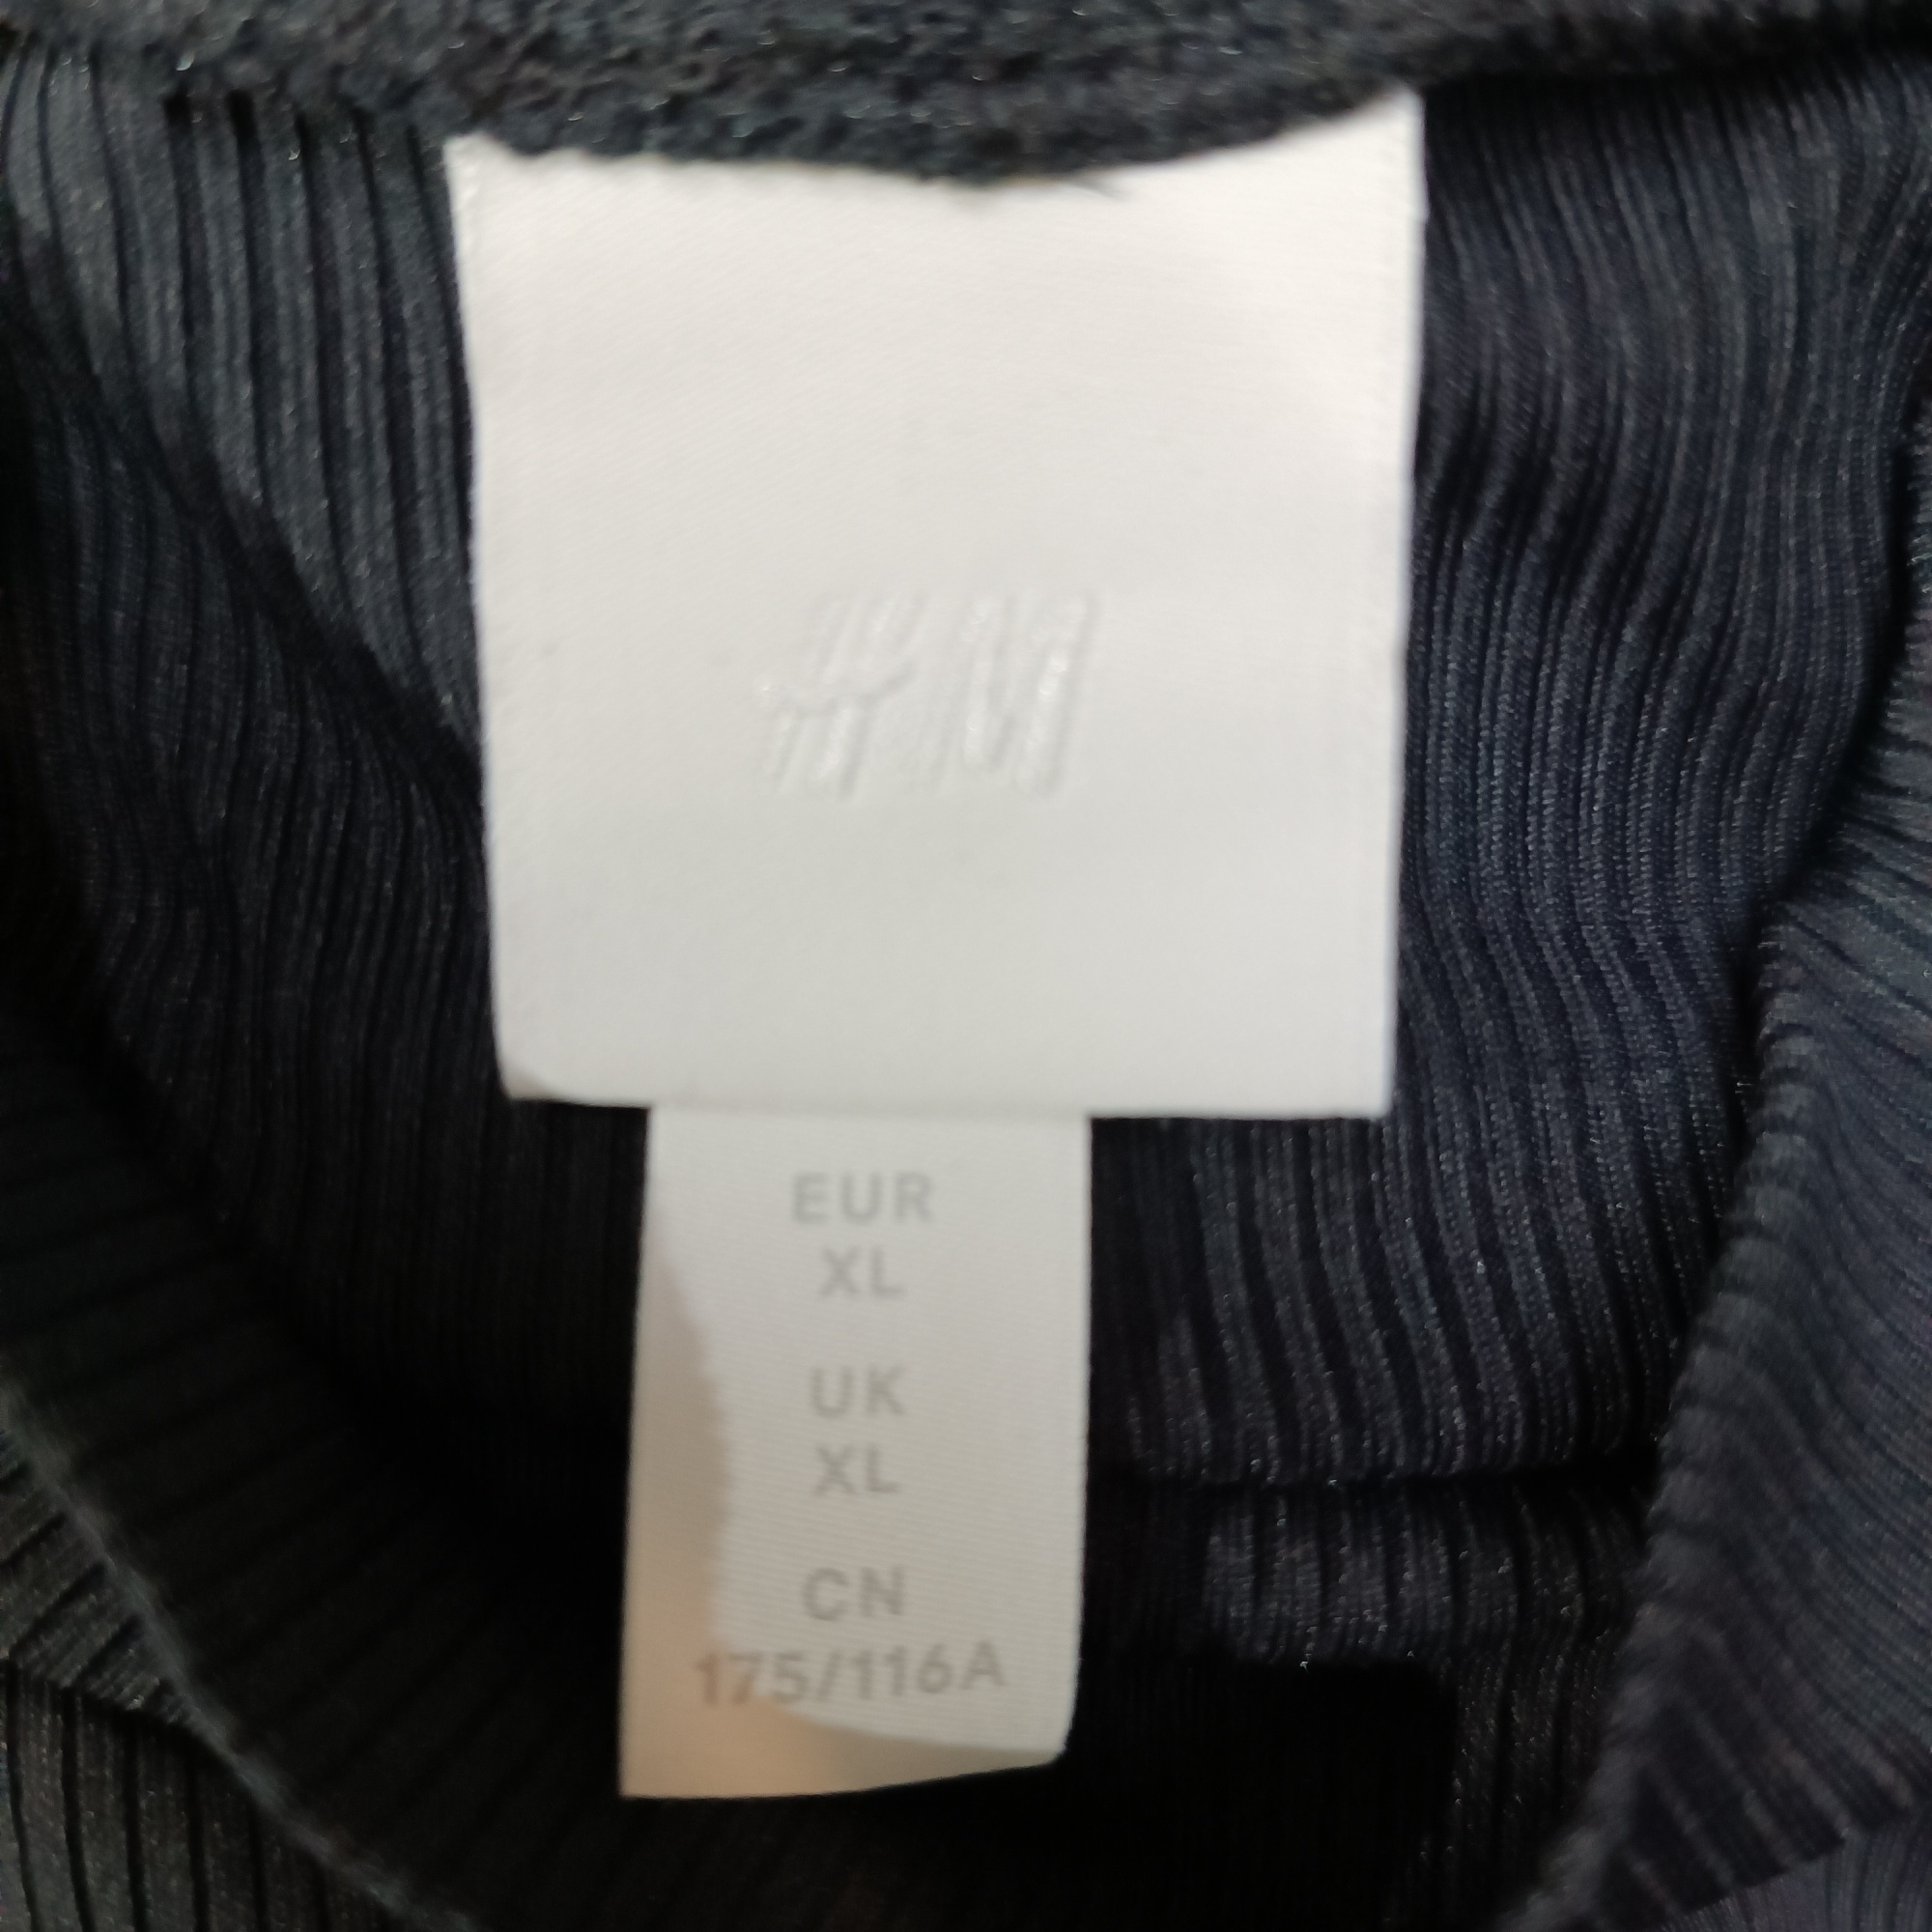 H&M
EUR
XL
UK
XL
CN
175/116A